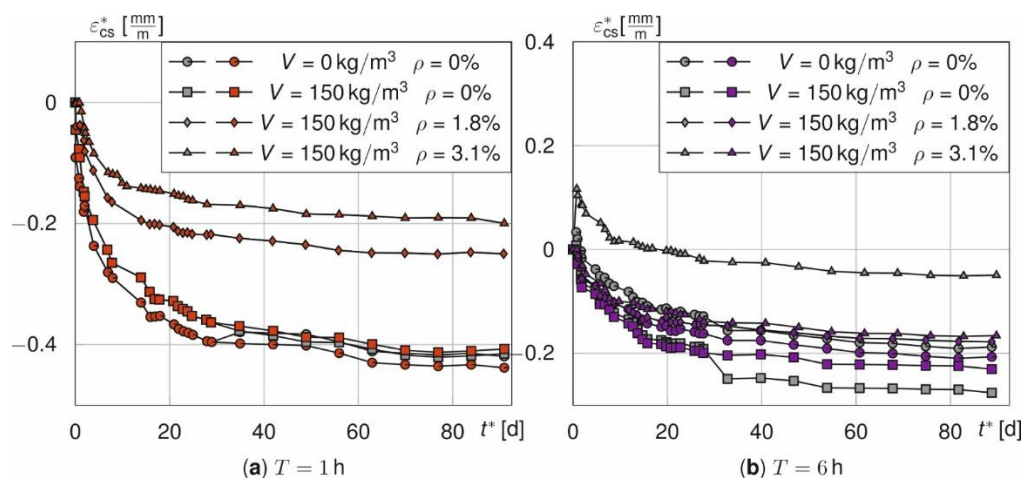 ε*cs [mm/m]
V = 0 kg/m³ ρ = 0%
V = 150 kg/m³ ρ = 0%
V = 150 kg/m³ ρ = 1.8%
V = 150 kg/m³ ρ = 3.1%
0
−0.2
−0.4
0 20 40 60 80 t* [d]
(a) T = 1 h
ε*cs [mm/m]
0.4
V = 0 kg/m³ ρ = 0%
V = 150 kg/m³ ρ = 0%
V = 150 kg/m³ ρ = 1.8%
V = 150 kg/m³ ρ = 3.1%
0.2
0
0.2
0 20 40 60 80 t* [d]
(b) T = 6 h